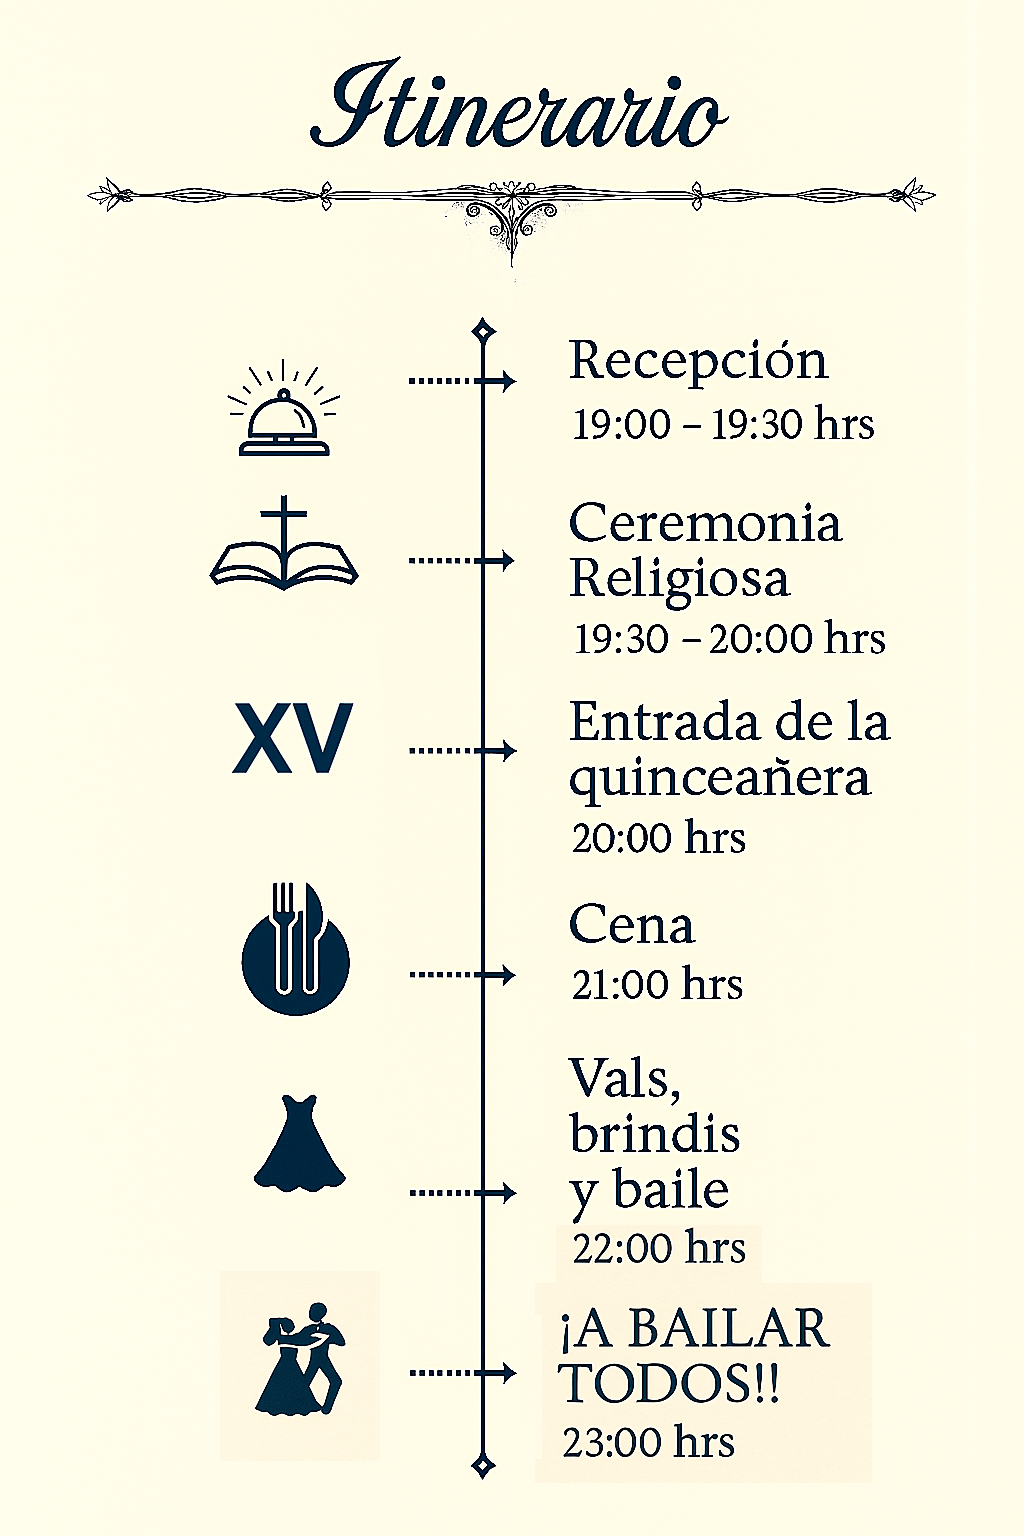 Itinerario
Recepción
19:00 – 19:30 hrs
Ceremonia
Religiosa
19:30 – 20:00 hrs
XV
Entrada de la
quinceañera
20:00 hrs
Cena
21:00 hrs
Vals,
brindis
y baile
22:00 hrs
¡A BAILAR
TODOS!!
23:00 hrs